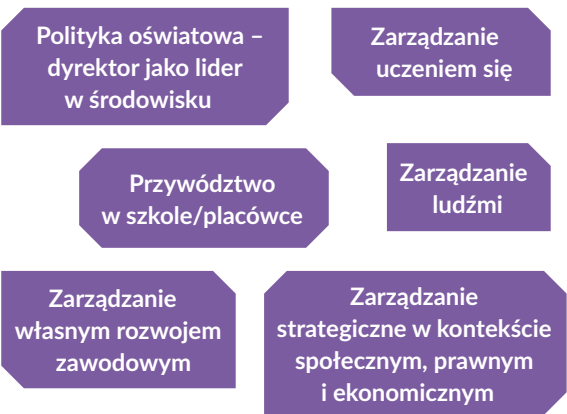 Polityka oświatowa –
dyrektor jako lider
w środowisku
Zarządzanie
uczeniem się
Przywództwo
w szkole/placówce
Zarządzanie
ludźmi
Zarządzanie
własnym rozwojem
zawodowym
Zarządzanie
strategiczne w kontekście
społecznym, prawnym
i ekonomicznym